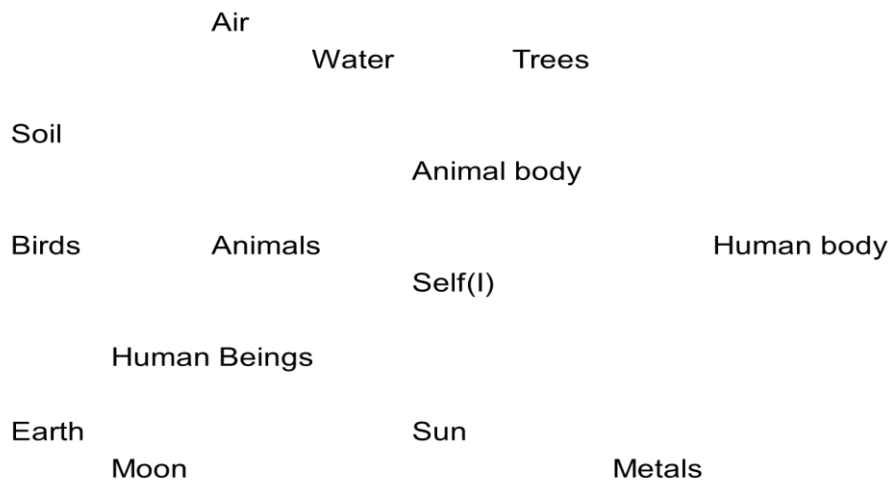 Air
Water Trees
Soil
Animal body
Birds Animals Human body
Self(I)
Human Beings
Earth Sun
Moon Metals